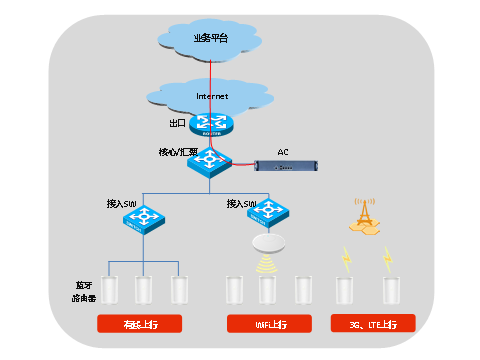 业务平台
Internet
出口
ROUTER
核心/汇聚
AC
接入SW
接入SW
蓝牙
路由器
有线上行
WiFi上行
3G、LTE上行